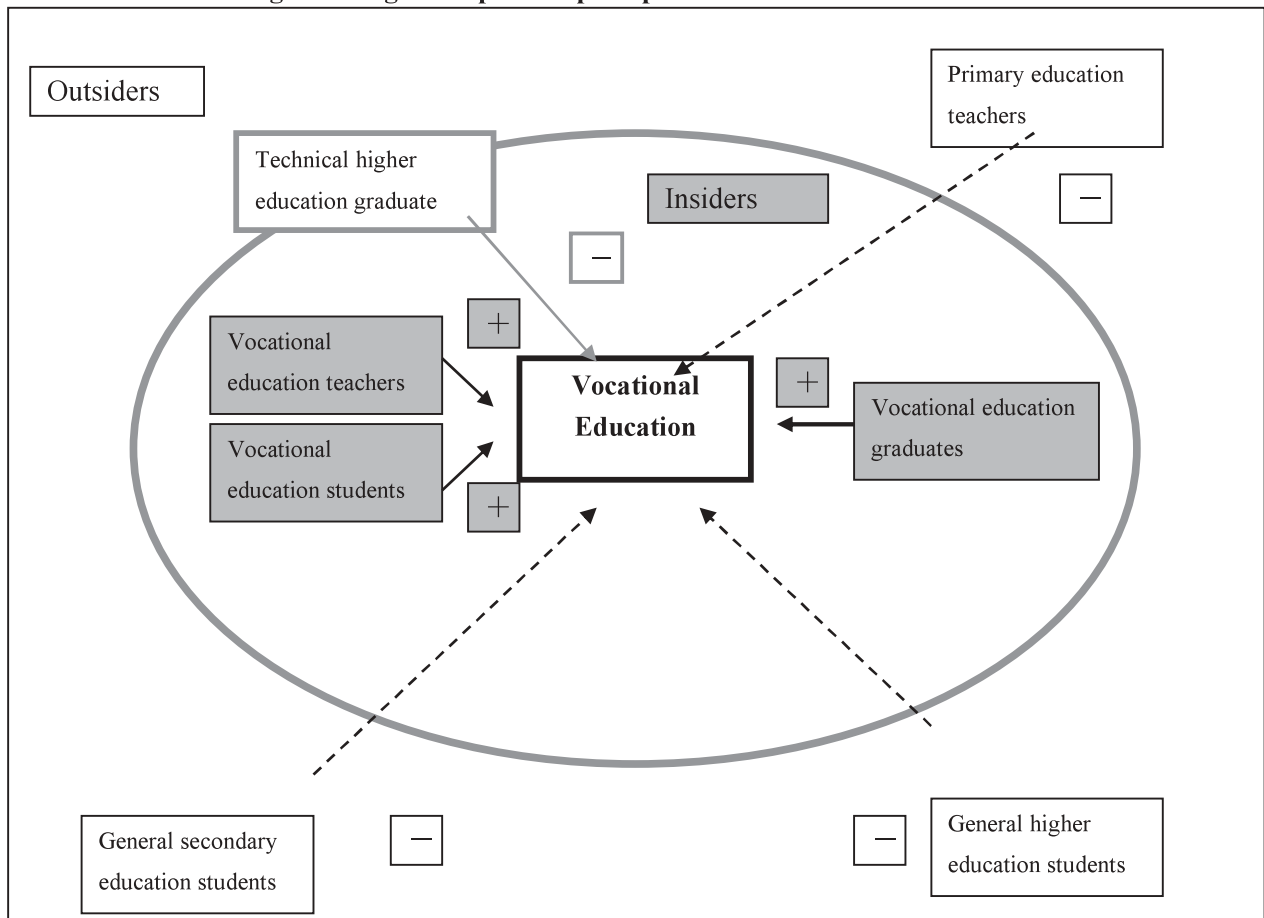 Outsiders
Primary education
teachers
Technical higher
education graduate
Insiders
−
−
+
Vocational
education teachers
Vocational
Education
+
Vocational education
graduates
Vocational
education students
+
General secondary
education students
−
−
General higher
education students